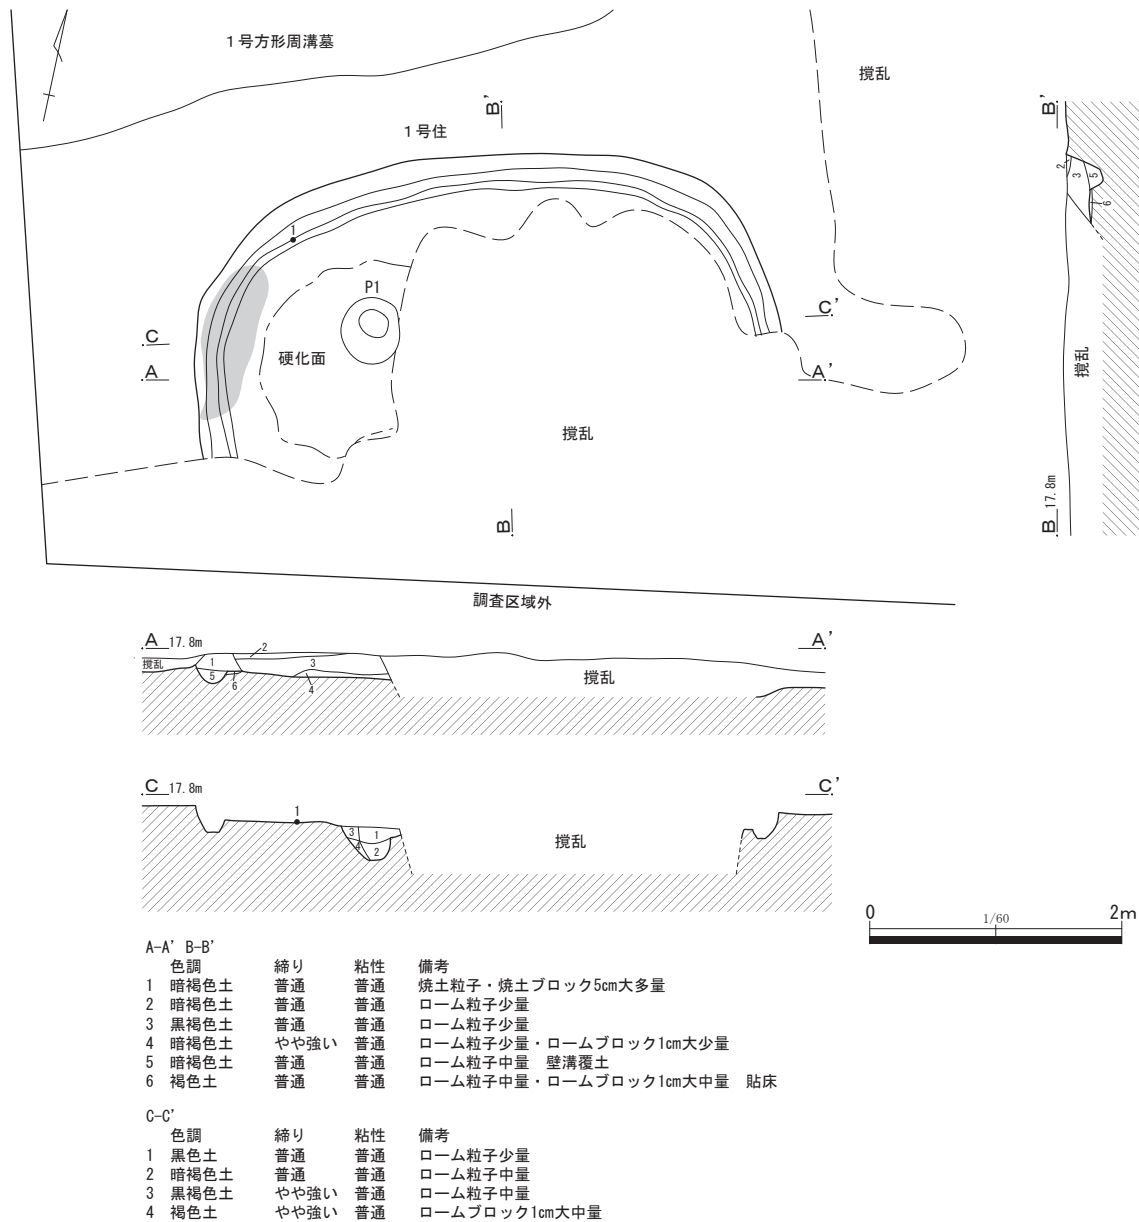 1号方形周溝墓
撹乱
B'
1号住
B'
2 3 5
6
1
P1
C'
C
硬化面
A
A'
撹乱
撹乱
B
B 17.8m
調査区域外
A 17.8m
2
A'
撹乱
1
3
5
6
4
撹乱
C 17.8m
C'
1
3 1
4 2
撹乱
0 1/60 2m
A-A' B-B'
色調 締り 粘性 備考
1 暗褐色土 普通 普通 焼土粒子・焼土ブロック5cm大多量
2 暗褐色土 普通 普通 ローム粒子少量
3 黒褐色土 普通 普通 ローム粒子少量
4 暗褐色土 やや強い 普通 ローム粒子少量・ロームブロック1cm大少量
5 暗褐色土 普通 普通 ローム粒子中量 壁溝覆土
6 褐色土 普通 普通 ローム粒子中量・ロームブロック1cm大中量 貼床
C-C'
色調 締り 粘性 備考
1 黒色土 普通 普通 ローム粒子少量
2 暗褐色土 普通 普通 ローム粒子中量
3 黒褐色土 やや強い 普通 ローム粒子中量
4 褐色土 やや強い 普通 ロームブロック1cm大中量